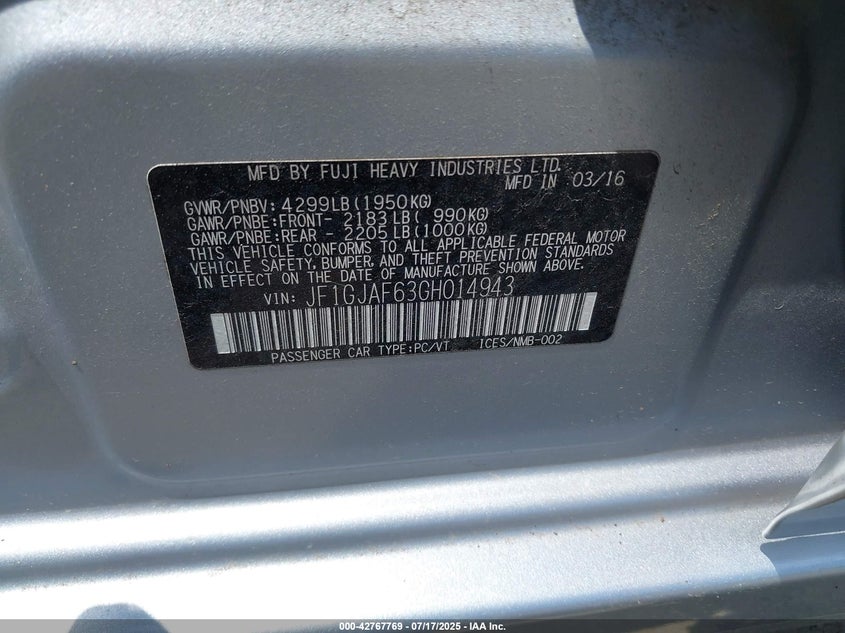 MFD BY FUJI HEAVY INDUSTRIES LTD.
MFD IN 03/16
GVWR/PNBV: 4299LB(1950KG)
GAWR/PNBE:FRONT- 2183LB( 990KG)
GAWR/PNBE:REAR - 2205LB(1000KG)
THIS VEHICLE CONFORMS TO ALL APPLICABLE FEDERAL MOTOR
VEHICLE SAFETY, BUMPER, AND THEFT PREVENTION STANDARDS
IN EFFECT ON THE DATE OF MANUFACTURE SHOWN ABOVE.
VIN: JF1GJAF63GH014943
PASSENGER CAR TYPE:PC/VT ICES/NMB-002
000-42767769 | 07/17/2025 | IAA Inc.